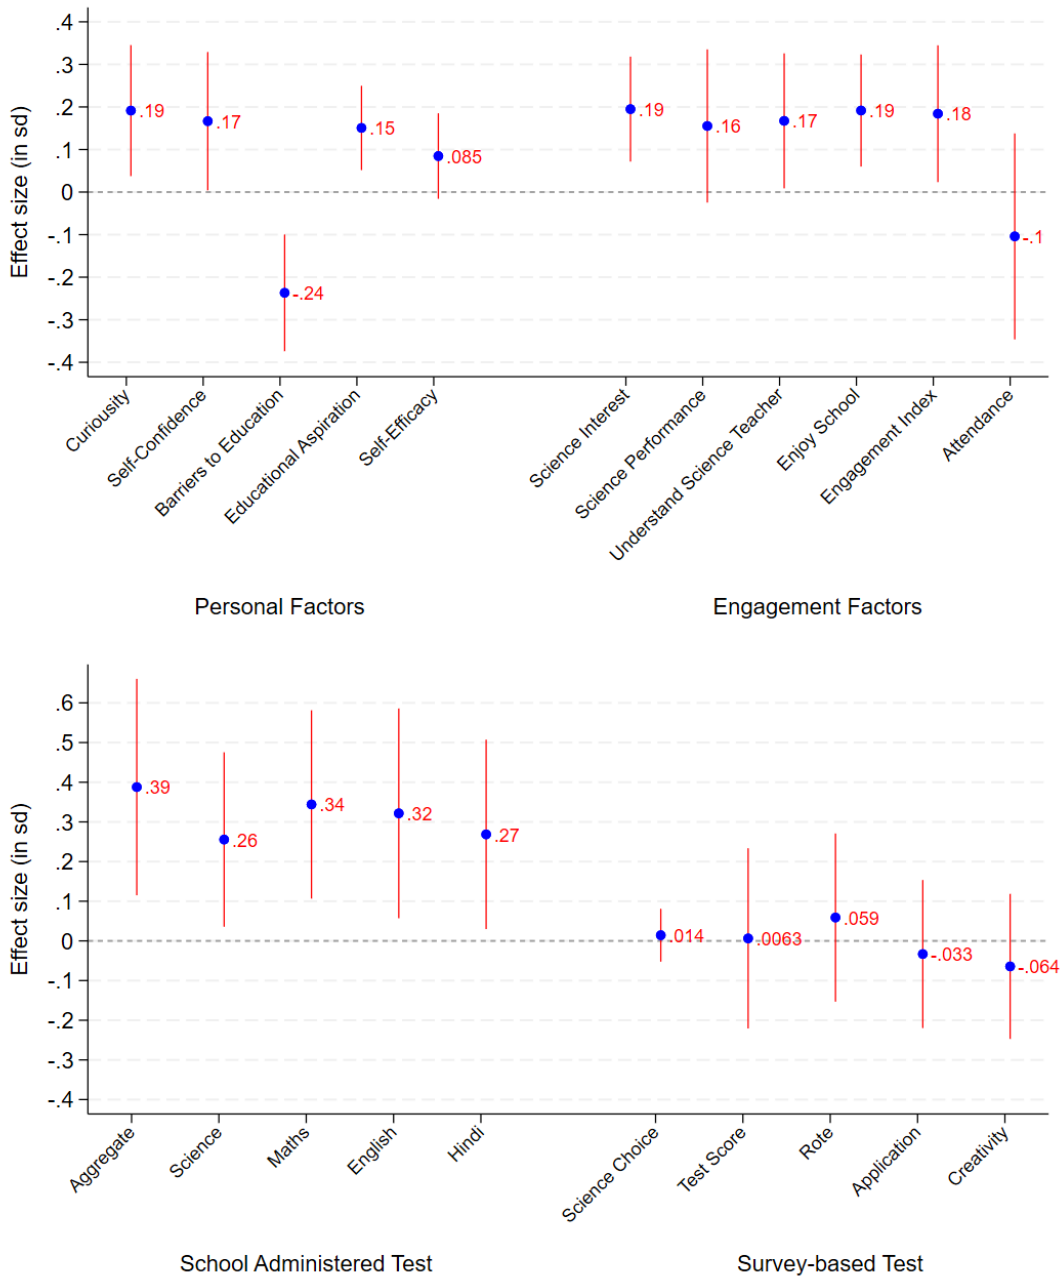 Effect size (in sd)
.4
.3
.2
.1
0
-.1
-.2
-.3
-.4
.19
.17
-.24
.15
.085
.19
.16
.17
.19
.18
-.1
Curiousity
Self-Confidence
Barriers to Education
Educational Aspiration
Self-Efficacy
Science Interest
Science Performance
Understand Science Teacher
Enjoy School
Engagement Index
Attendance
Personal Factors
Engagement Factors
Effect size (in sd)
.6
.5
.4
.3
.2
.1
0
-.1
-.2
-.3
-.4
.39
.26
.34
.32
.27
.014
.0063
.059
-.033
-.064
Aggregate
Science
Maths
English
Hindi
Science Choice
Test Score
Rote
Application
Creativity
School Administered Test
Survey-based Test